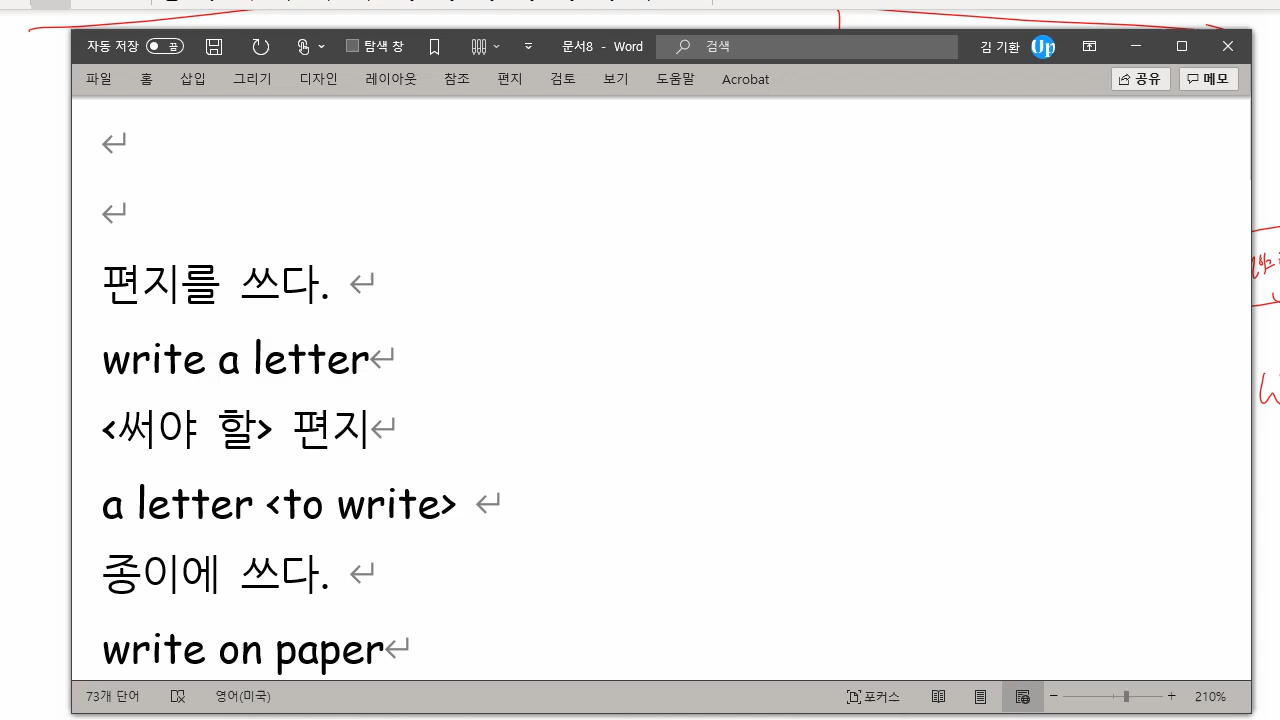 자동 저장 끔 탐색 창 문서8 - Word 검색 김 기환 Up
파일 홈 삽입 그리기 디자인 레이아웃 참조 편지 검토 보기 도움말 Acrobat 공유 메모
편지를 쓰다.
write a letter
<써야 할> 편지
a letter <to write>
종이에 쓰다.
write on paper
73개 단어 영어(미국) 포커스 210%